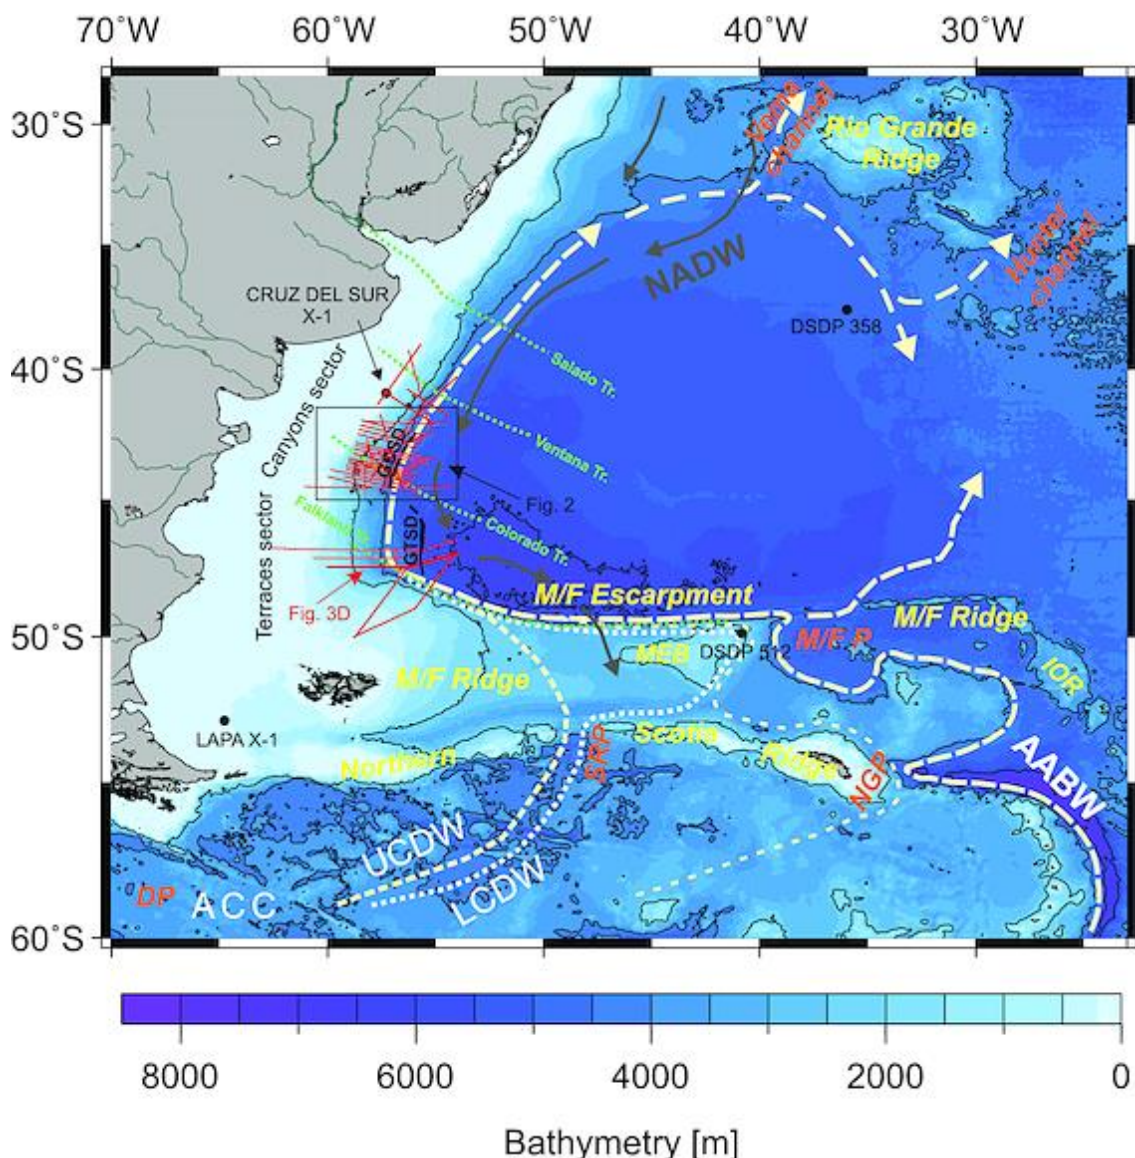 70°W 60°W 50°W 40°W 30°W
30°S
40°S
50°S
60°S
Vema
channel
Rio Grande
Ridge
Hunter
channel
NADW
CRUZ DEL SUR
X-1
DSDP 358
Salado Tr.
Canyons sector
Ventana Tr.
GTSD
Fig. 2
Terraces sector
Falkland Tr.
Colorado Tr.
GTSD
Fig. 3D
M/F Escarpment
M/F Ridge
M/F P
DSDP 512
MEB
M/F Ridge
IOR
LAPA X-1
Northern
SRP
Scotia
Ridge
NGP
AABW
UCDW
LCDW
DP
ACC
8000 6000 4000 2000 0
Bathymetry [m]